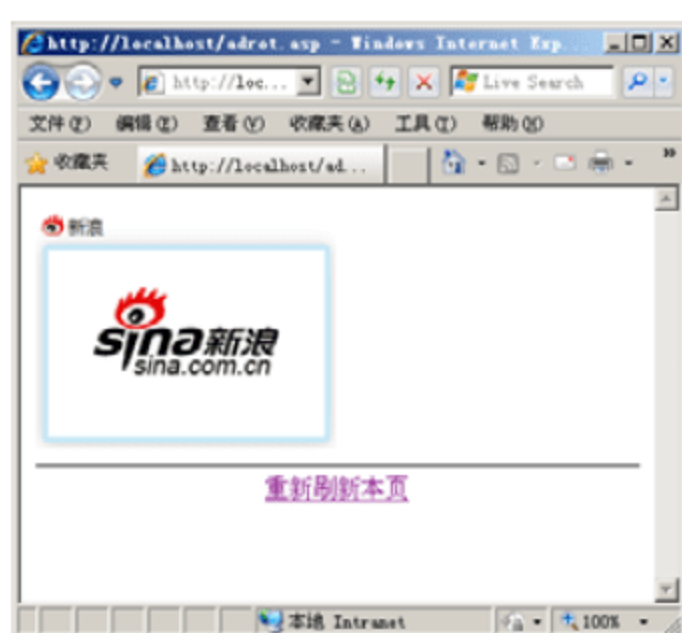 http://localhost/adrot.asp - Windows Internet Exp...
http://loc... Live Search
文件(F) 编辑(E) 查看(V) 收藏夹(A) 工具(T) 帮助(H)
收藏夹 http://localhost/ad...
新浪
sina新浪
sina.com.cn
重新刷新本页
本地 Intranet 100%